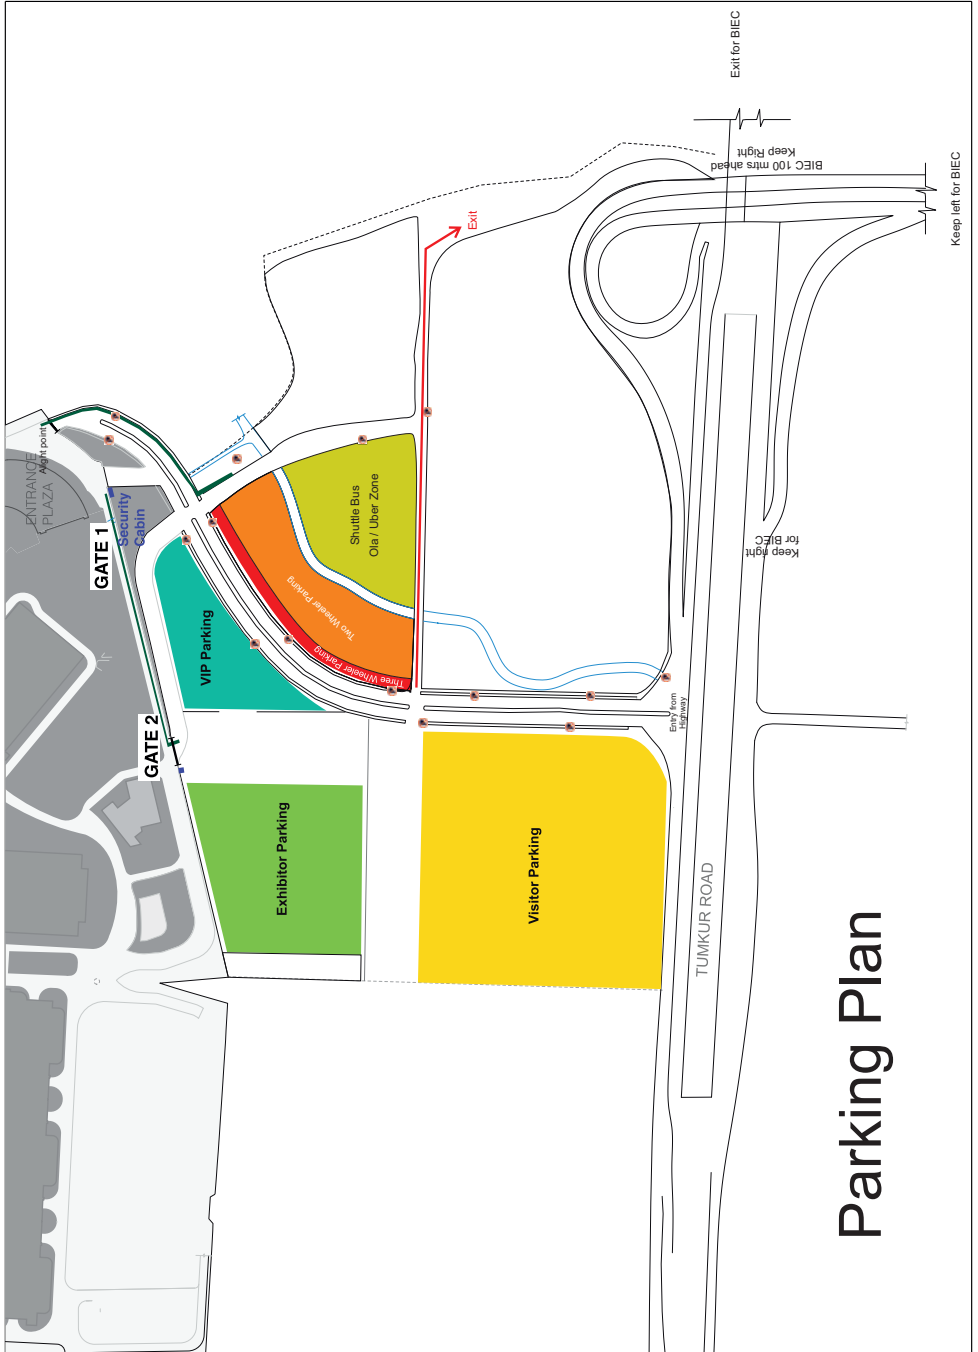 Parking Plan
Exit for BIEC
BIEC 100 mtrs ahead
Keep Right
Keep left for BIEC
Exit
ENTRANCE
PLAZA
Alight point
Security
Cabin
GATE 1
GATE 2
VIP Parking
Two Wheeler Parking
Three Wheeler Parking
Shuttle Bus
Ola / Uber Zone
Keep right
for BIEC
Entry from
Highway
Exhibitor Parking
Visitor Parking
TUMKUR ROAD